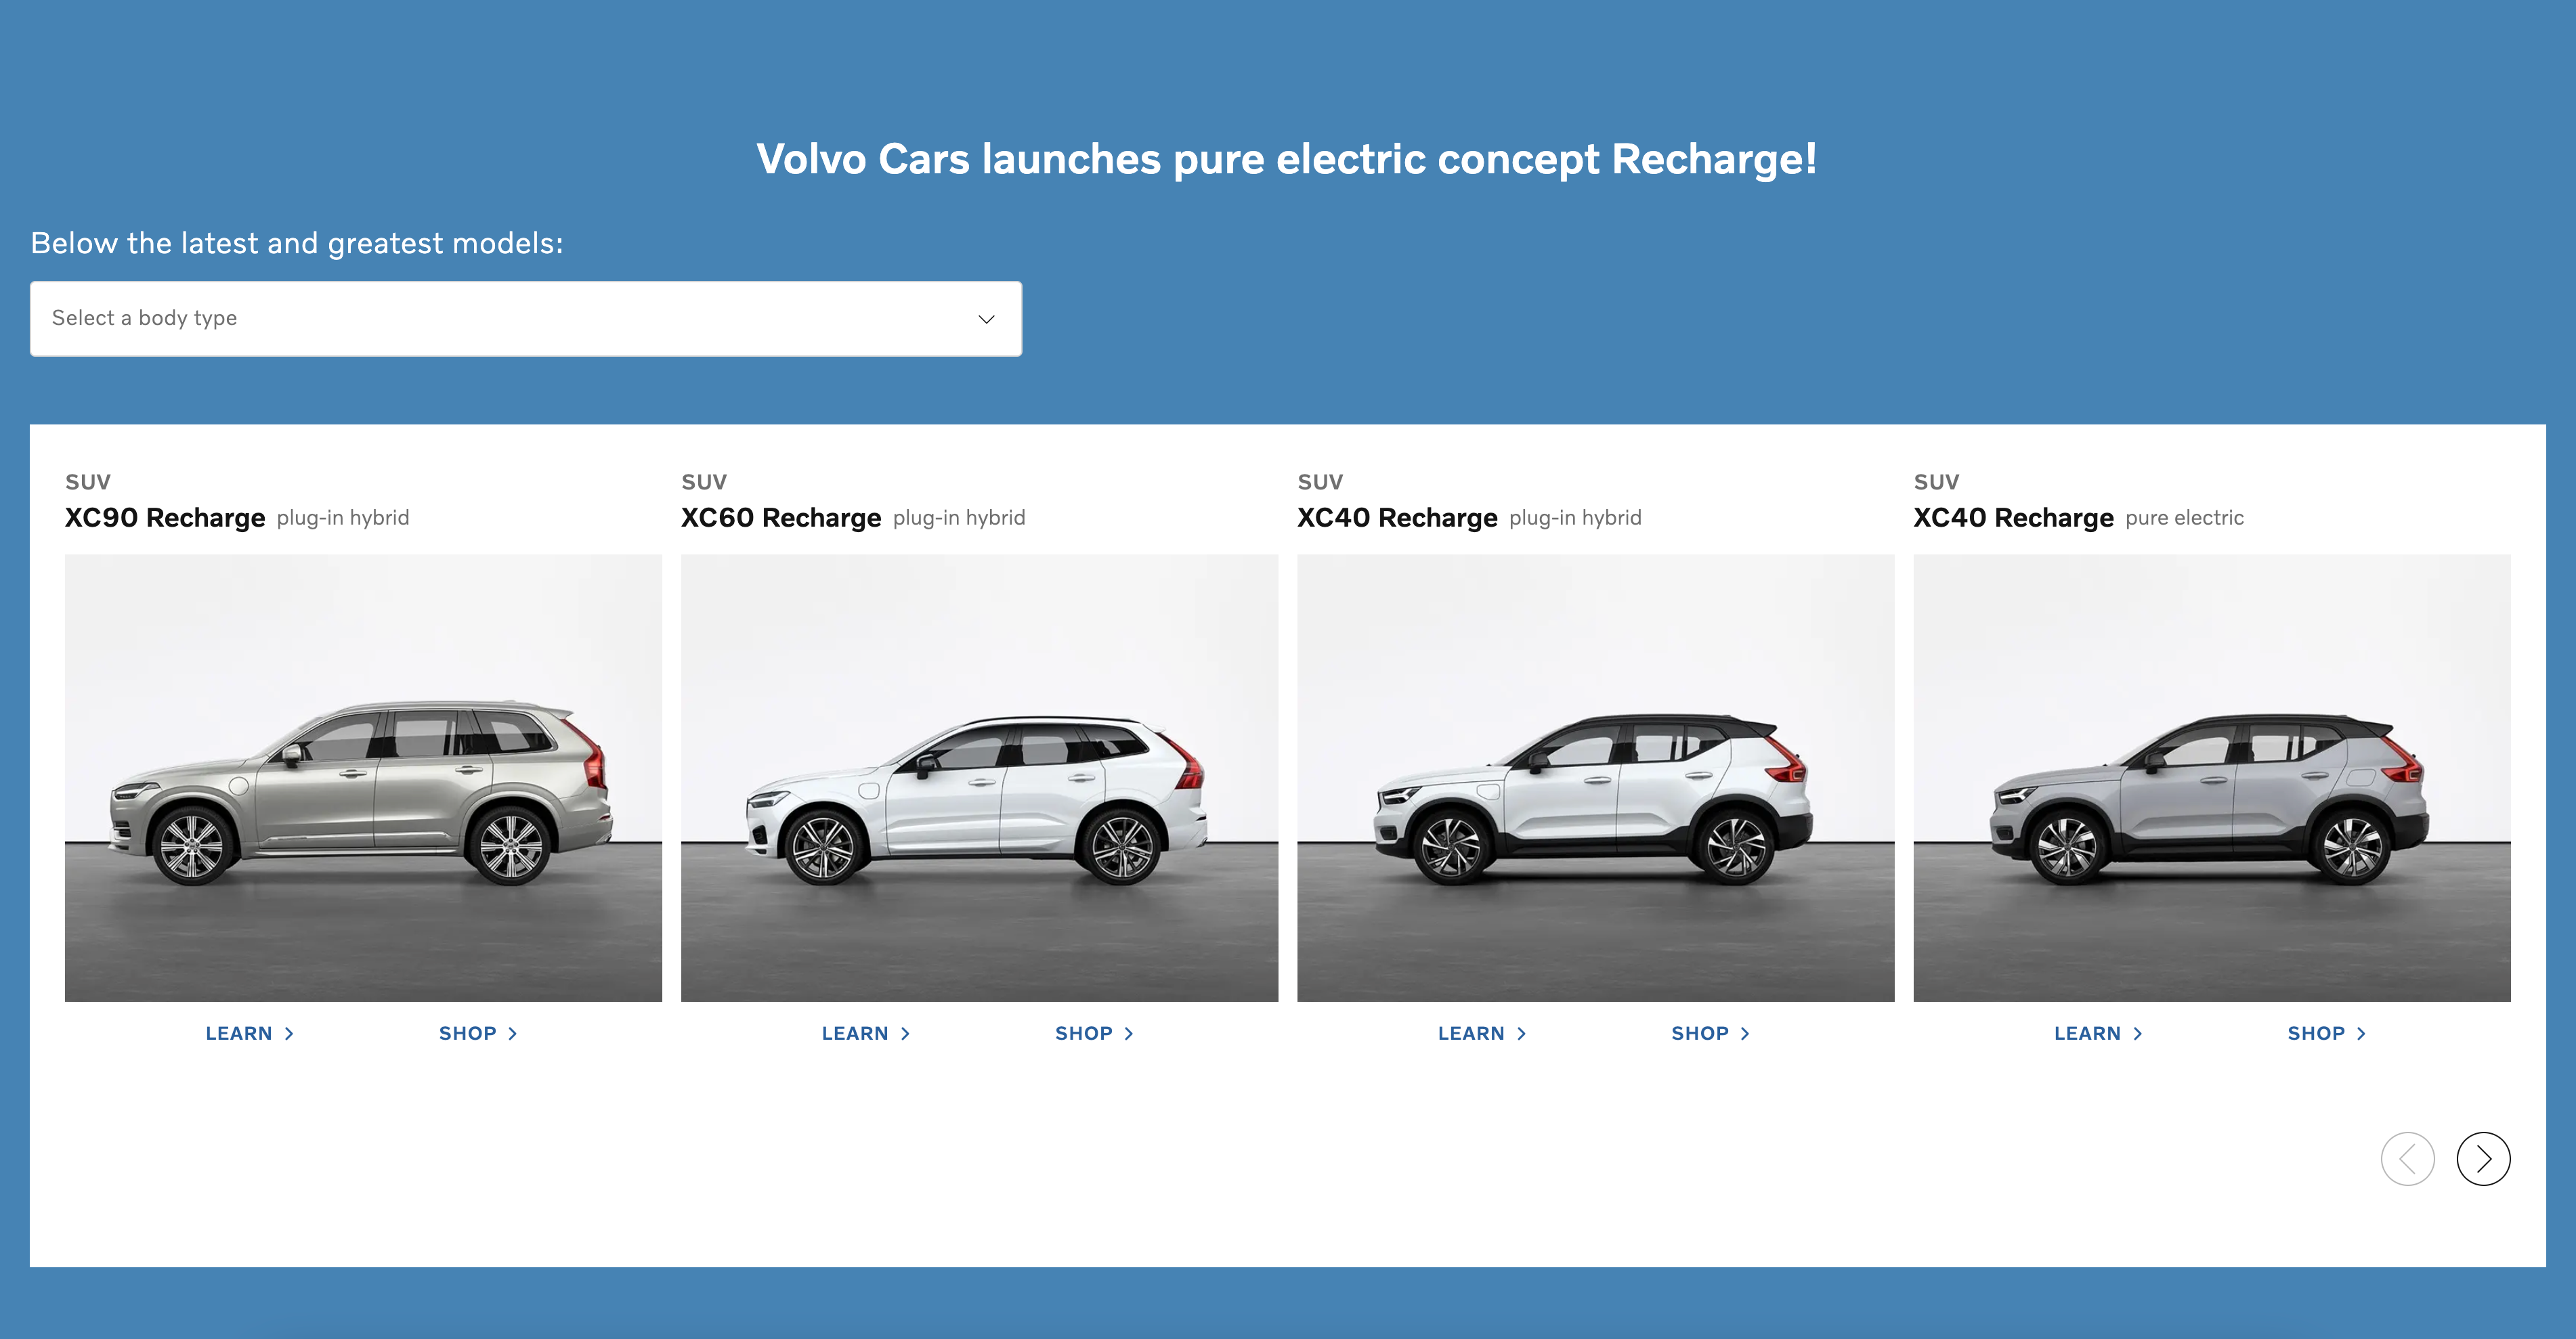 Volvo Cars launches pure electric concept Recharge!
Below the latest and greatest models:
Select a body type
SUV
XC90 Recharge plug-in hybrid
LEARN
SHOP
SUV
XC60 Recharge plug-in hybrid
LEARN
SHOP
SUV
XC40 Recharge plug-in hybrid
LEARN
SHOP
SUV
XC40 Recharge pure electric
LEARN
SHOP